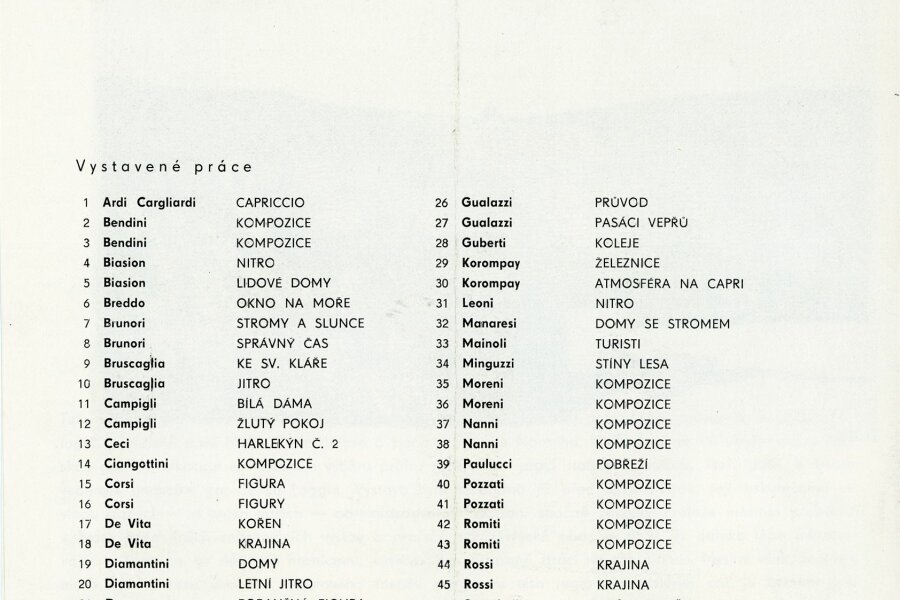 Vystavené práce
1 Ardi Cargliardi CAPRICCIO
2 Bendini KOMPOZICE
3 Bendini KOMPOZICE
4 Biasion NITRO
5 Biasion LIDOVÉ DOMY
6 Breddo OKNO NA MOŘE
7 Brunori STROMY A SLUNCE
8 Brunori SPRÁVNÝ ČAS
9 Bruscaglia KE SV. KLÁŘE
10 Bruscaglia JITRO
11 Campigli BÍLÁ DÁMA
12 Campigli ŽLUTÝ POKOJ
13 Ceci HARLEKÝN Č. 2
14 Ciangottini KOMPOZICE
15 Corsi FIGURA
16 Corsi FIGURY
17 De Vita KOŘEN
18 De Vita KRAJINA
19 Diamantini DOMY
20 Diamantini LETNÍ JITRO
26 Gualazzi PRŮVOD
27 Gualazzi PASÁCI VEPŘŮ
28 Guberti KOLEJE
29 Korompay ŽELEZNICE
30 Korompay ATMOSFÉRA NA CAPRI
31 Leoni NITRO
32 Manaresi DOMY SE STROMEM
33 Mainoli TURISTI
34 Minguzzi STÍNY LESA
35 Moreni KOMPOZICE
36 Moreni KOMPOZICE
37 Nanni KOMPOZICE
38 Nanni KOMPOZICE
39 Paulucci POBŘEŽÍ
40 Pozzati KOMPOZICE
41 Pozzati KOMPOZICE
42 Romiti KOMPOZICE
43 Romiti KOMPOZICE
44 Rossi KRAJINA
45 Rossi KRAJINA